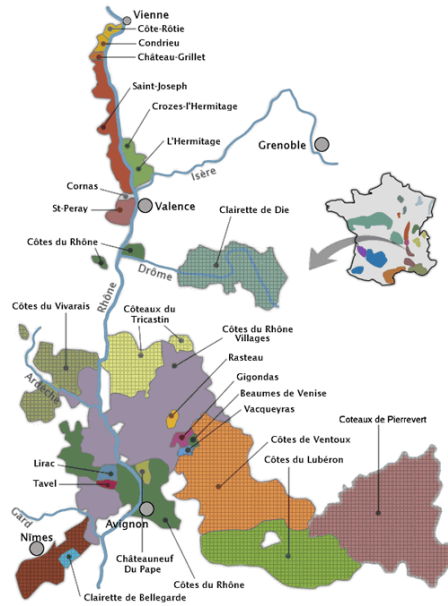 Vienne
Côte-Rôtie
Condrieu
Château-Grillet
Saint-Joseph
Crozes-l'Hermitage
L'Hermitage
Grenoble
Isère
Cornas
St-Peray
Valence
Clairette de Die
Côtes du Rhône
Drôme
Rhône
Côtes du Vivarais
Côteaux du
Tricastin
Côtes du Rhône
Villages
Rasteau
Gigondas
Beaumes de Venise
Vacqueyras
Ardèche
Coteaux de Pierrevert
Côtes de Ventoux
Côtes du Lubéron
Lirac
Tavel
Gard
Avignon
Nîmes
Châteauneuf
Du Pape
Côtes du Rhône
Clairette de Bellegarde